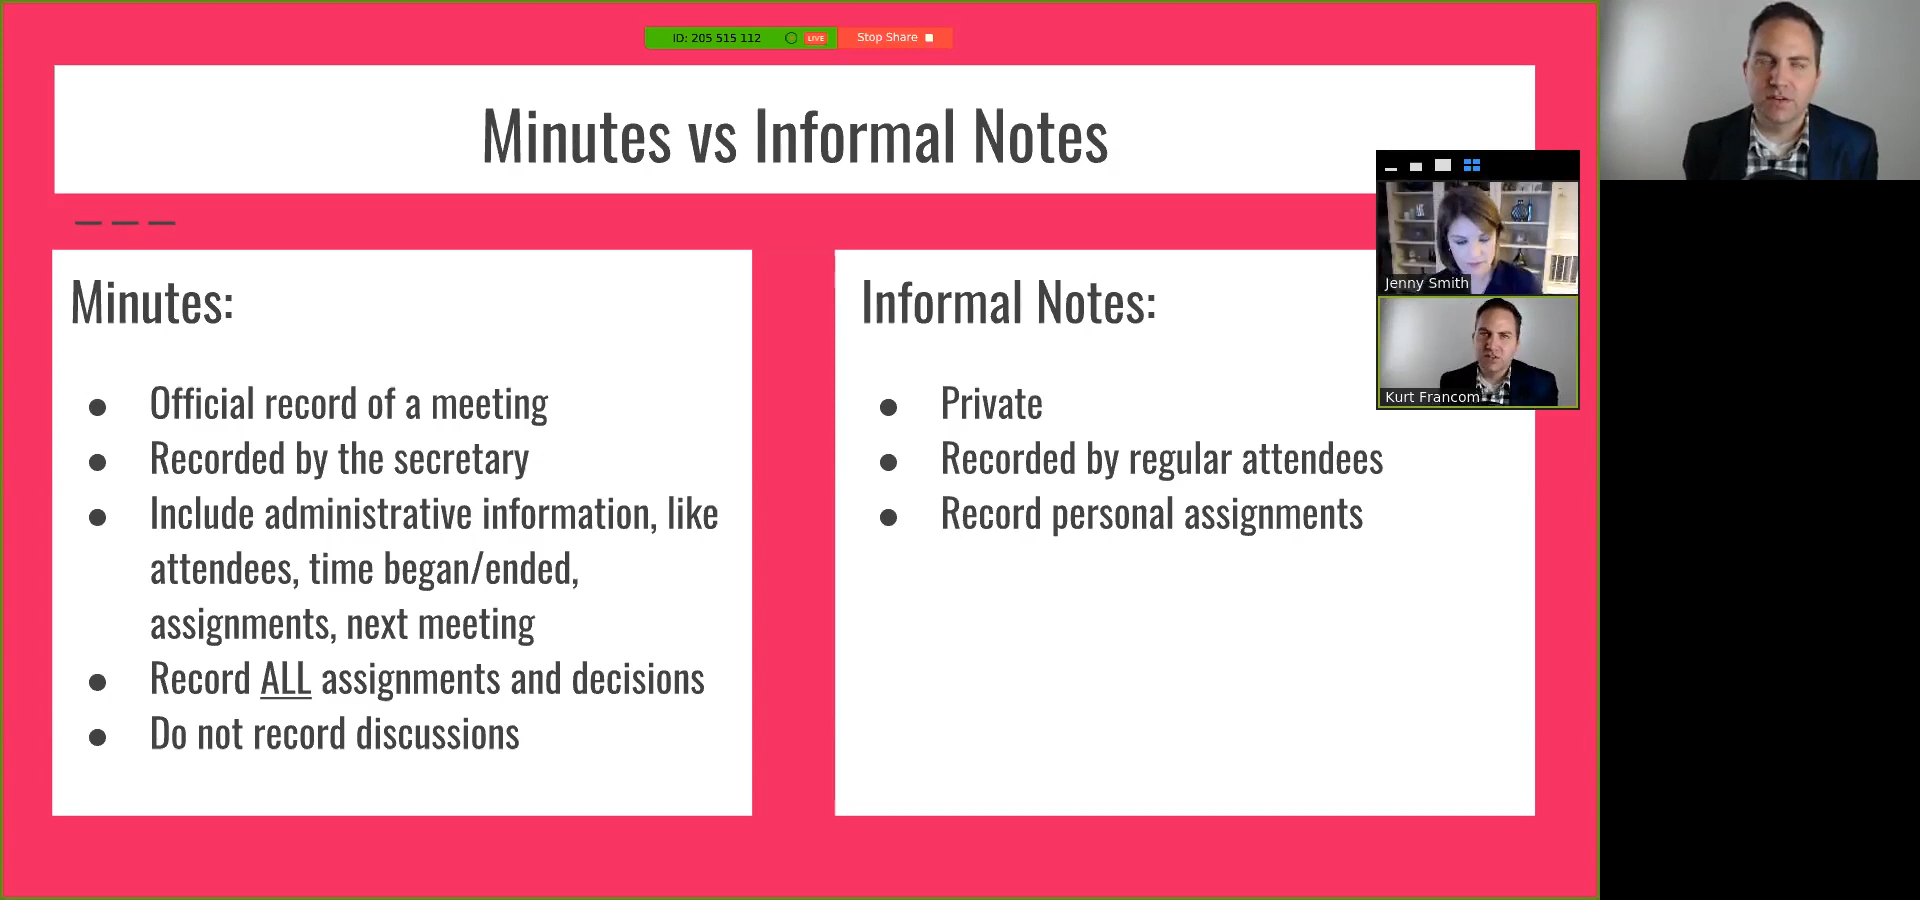 ID: 205 515 112
LIVE
Stop Share
Minutes vs Informal Notes
Minutes:
Official record of a meeting
Recorded by the secretary
Include administrative information, like
attendees, time began/ended,
assignments, next meeting
Record ALL assignments and decisions
Do not record discussions
Informal Notes:
Private
Recorded by regular attendees
Record personal assignments
Jenny Smith
Kurt Francom